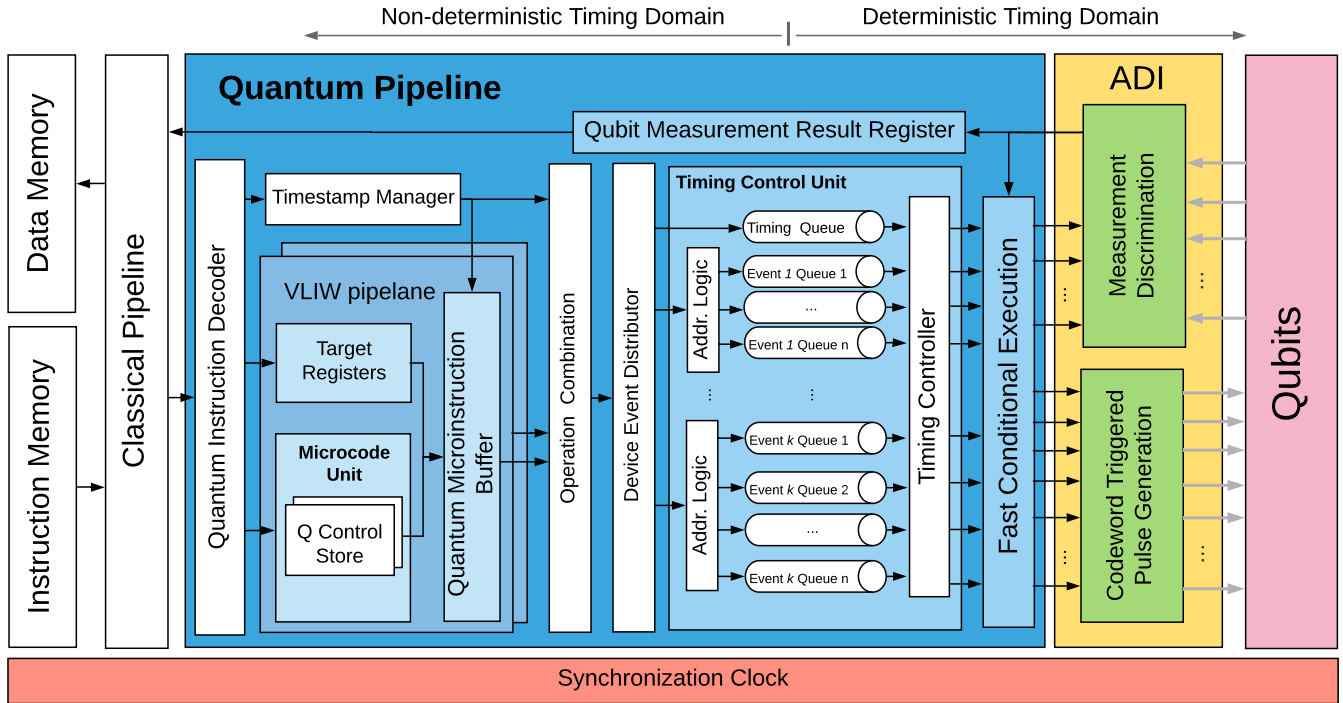 Non-deterministic Timing Domain
Deterministic Timing Domain
Data Memory
Instruction Memory
Classical Pipeline
Quantum Pipeline
Qubit Measurement Result Register
Quantum Instruction Decoder
Timestamp Manager
VLIW pipelane
Target
Registers
Microcode
Unit
Q Control
Store
Quantum Microinstruction
Buffer
Operation Combination
Device Event Distributor
Timing Control Unit
Timing Queue
Addr. Logic
Event 1 Queue 1
...
Event 1 Queue n
...
...
Addr. Logic
Event k Queue 1
Event k Queue 2
...
Event k Queue n
Timing Controller
Fast Conditional Execution
ADI
Measurement
Discrimination
...
...
Codeword Triggered
Pulse Generation
...
...
Qubits
Synchronization Clock